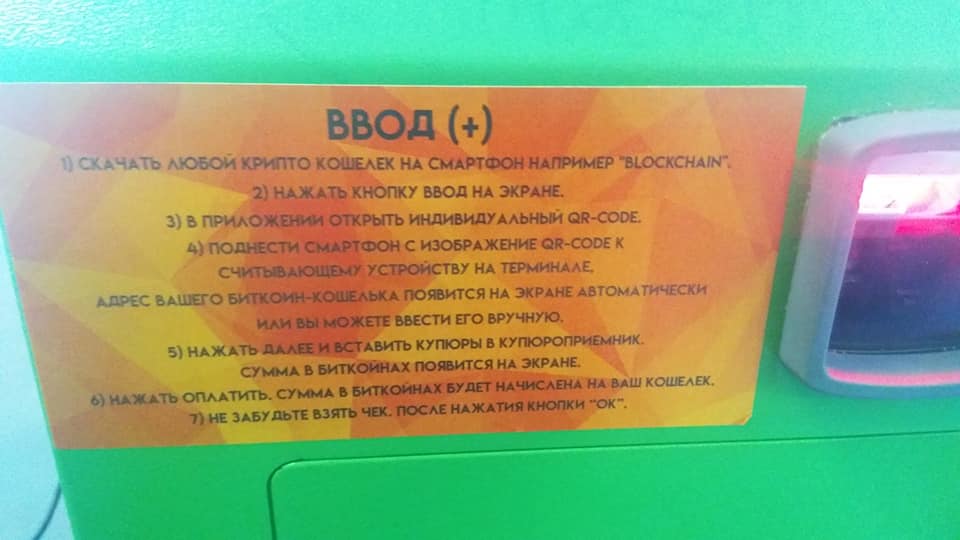 ВВОД (+)
1) СКАЧАТЬ ЛЮБОЙ КРИПТО КОШЕЛЕК НА СМАРТФОН НАПРИМЕР "BLOCKCHAIN".
2) НАЖАТЬ КНОПКУ ВВОД НА ЭКРАНЕ.
3) В ПРИЛОЖЕНИИ ОТКРЫТЬ ИНДИВИДУАЛЬНЫЙ QR-CODE.
4) ПОДНЕСТИ СМАРТФОН С ИЗОБРАЖЕНИЕ QR-CODE К
СЧИТЫВАЮЩЕМУ УСТРОЙСТВУ НА ТЕРМИНАЛЕ,
АДРЕС ВАШЕГО БИТКОИН-КОШЕЛЬКА ПОЯВИТСЯ НА ЭКРАНЕ АВТОМАТИЧЕСКИ
ИЛИ ВЫ МОЖЕТЕ ВВЕСТИ ЕГО ВРУЧНУЮ.
5) НАЖАТЬ ДАЛЕЕ И ВСТАВИТЬ КУПЮРЫ В КУПЮРОПРИЕМНИК.
СУММА В БИТКОЙНАХ ПОЯВИТСЯ НА ЭКРАНЕ.
6) НАЖАТЬ ОПЛАТИТЬ. СУММА В БИТКОЙНАХ БУДЕТ НАЧИСЛЕНА НА ВАШ КОШЕЛЕК.
7) НЕ ЗАБУДЬТЕ ВЗЯТЬ ЧЕК. ПОСЛЕ НАЖАТИЯ КНОПКИ "ОК".